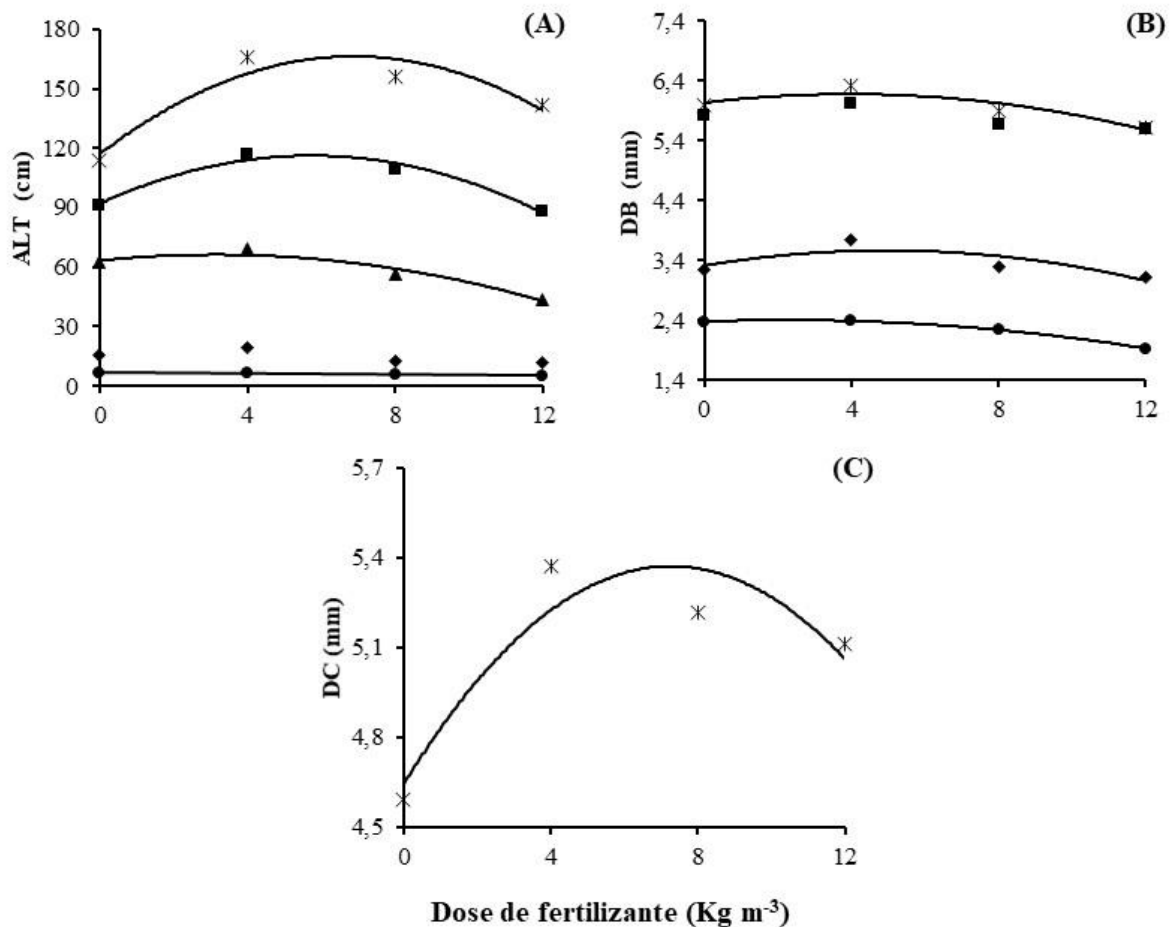 (A)
ALT (cm)
180
150
120
90
60
30
0
0 4 8 12
(B)
DB (mm)
7,4
6,4
5,4
4,4
3,4
2,4
1,4
0 4 8 12
(C)
DC (mm)
5,7
5,4
5,1
4,8
4,5
0 4 8 12
Dose de fertilizante (Kg m⁻³)